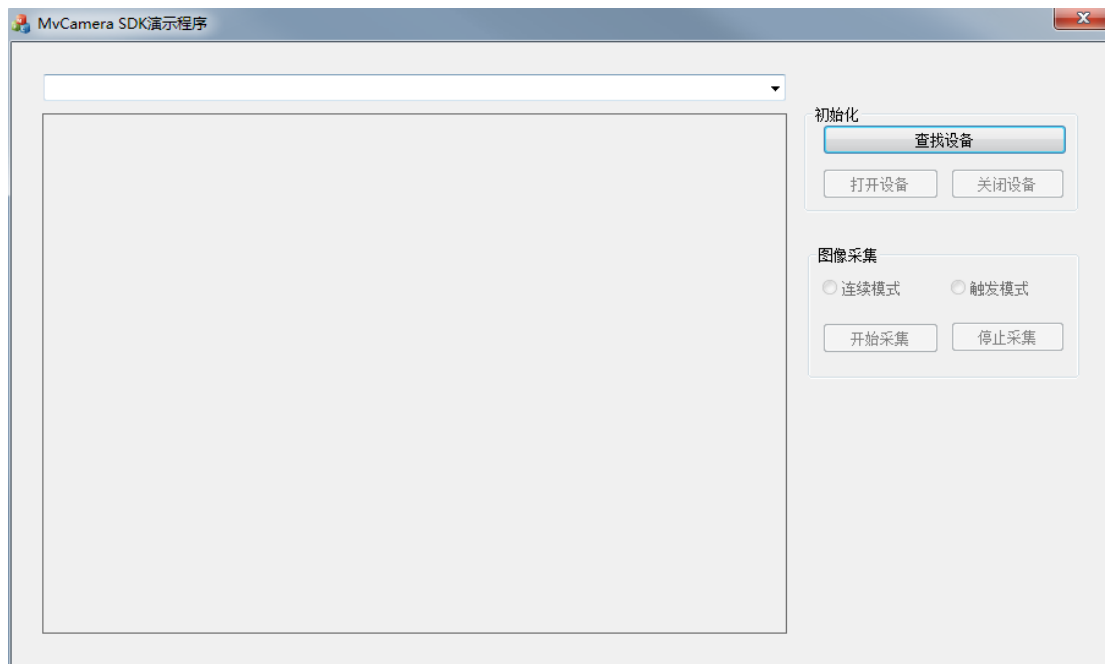 MvCamera SDK演示程序
初始化
查找设备
打开设备 关闭设备
图像采集
连续模式 触发模式
开始采集 停止采集